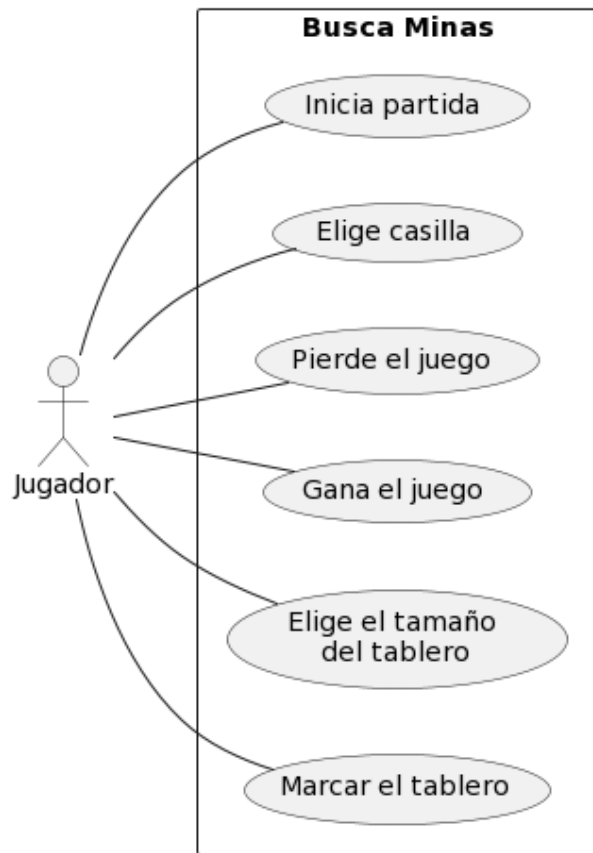 Busca Minas
Inicia partida
Elige casilla
Pierde el juego
Jugador
Gana el juego
Elige el tamaño
del tablero
Marcar el tablero